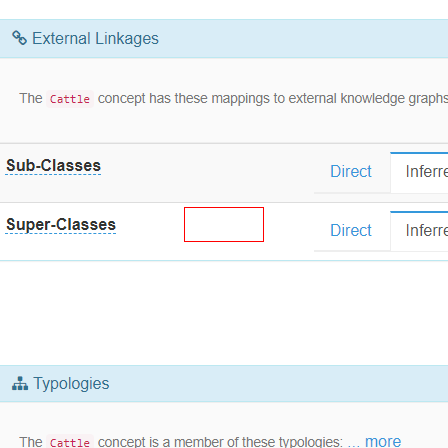 External Linkages
The Cattle concept has these mappings to external knowledge graphs
Sub-Classes Direct Inferre
Super-Classes Direct Inferre
Typologies
The Cattle concept is a member of these typologies: ... more